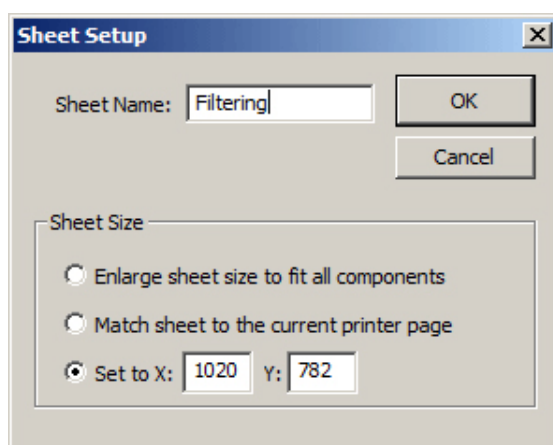 Sheet Setup
Sheet Name: Filtering OK
Cancel
Sheet Size
Enlarge sheet size to fit all components
Match sheet to the current printer page
Set to X: 1020 Y: 782